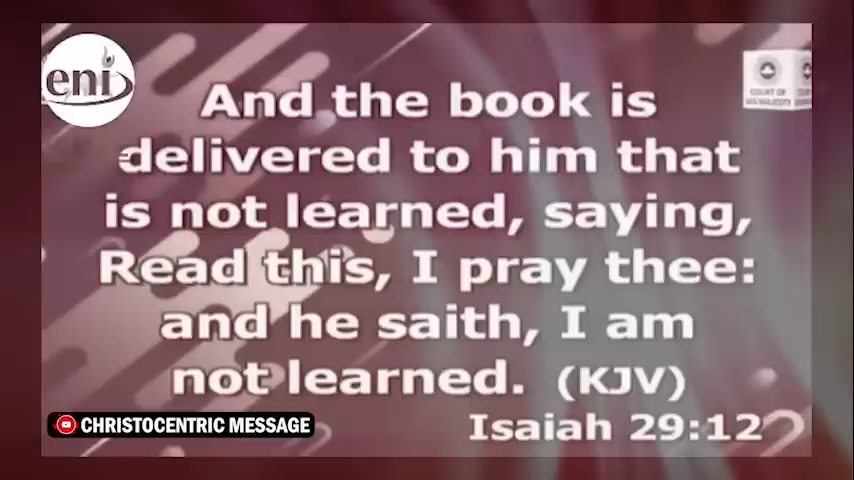 eni
And the book is
delivered to him that
is not learned, saying,
Read this, I pray thee:
and he saith, I am
not learned. (KJV)
Isaiah 29:12
CHRISTOCENTRIC MESSAGE